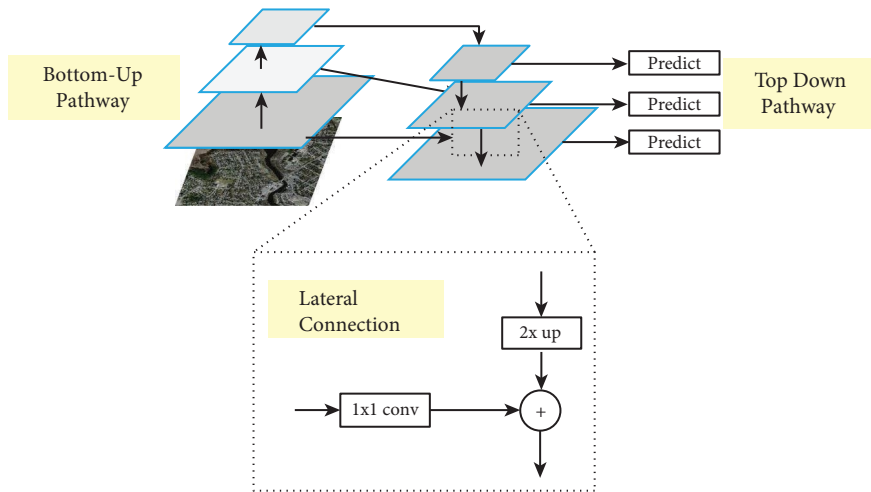 Bottom-Up
Pathway
Predict
Predict
Predict
Top Down
Pathway
Lateral
Connection
2x up
1x1 conv
+